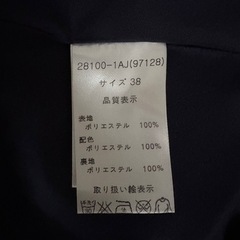 28100-1AJ(97128)
サイズ 38
品質表示
表地
ポリエステル 100%
配色
ポリエステル 100%
裏地
ポリエステル 100%
取り扱い絵表示